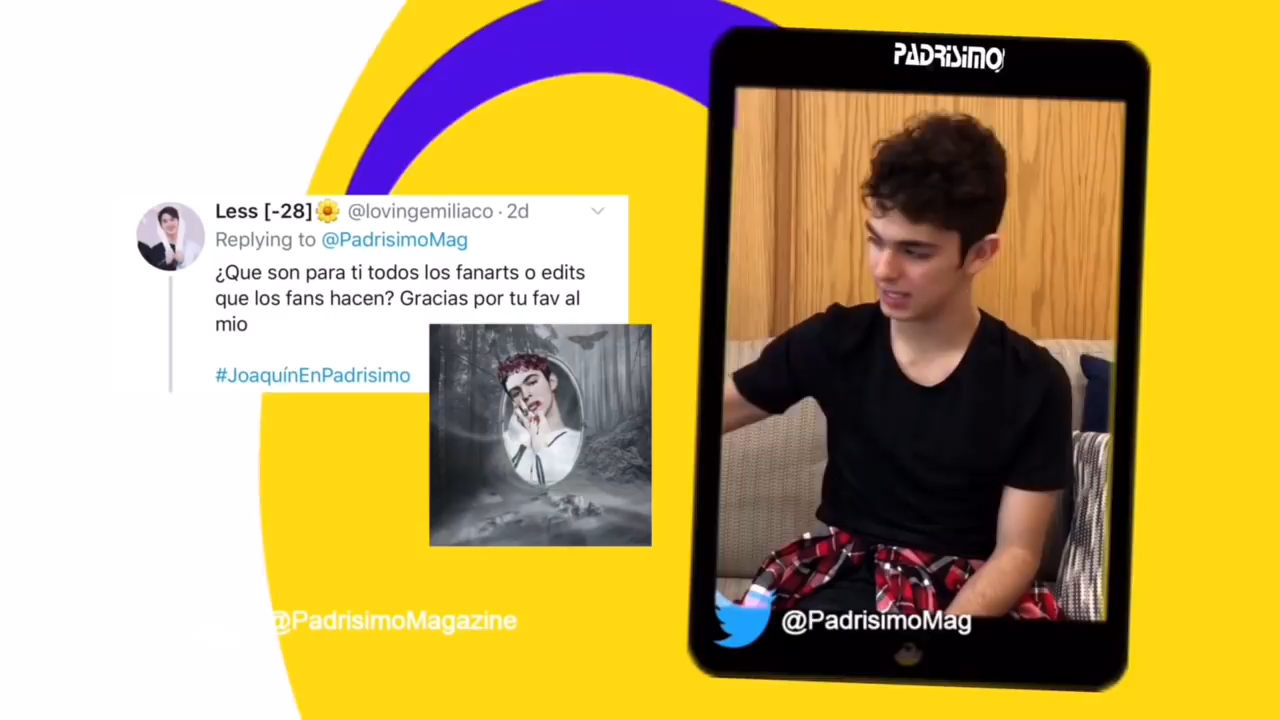 PADRiSiMO
Less [-28]🌼 @lovingemiliaco · 2d
Replying to @PadrisimoMag
¿Que son para ti todos los fanarts o edits
que los fans hacen? Gracias por tu fav al
mio
#JoaquínEnPadrisimo
@PadrisimoMagazine
@PadrisimoMag